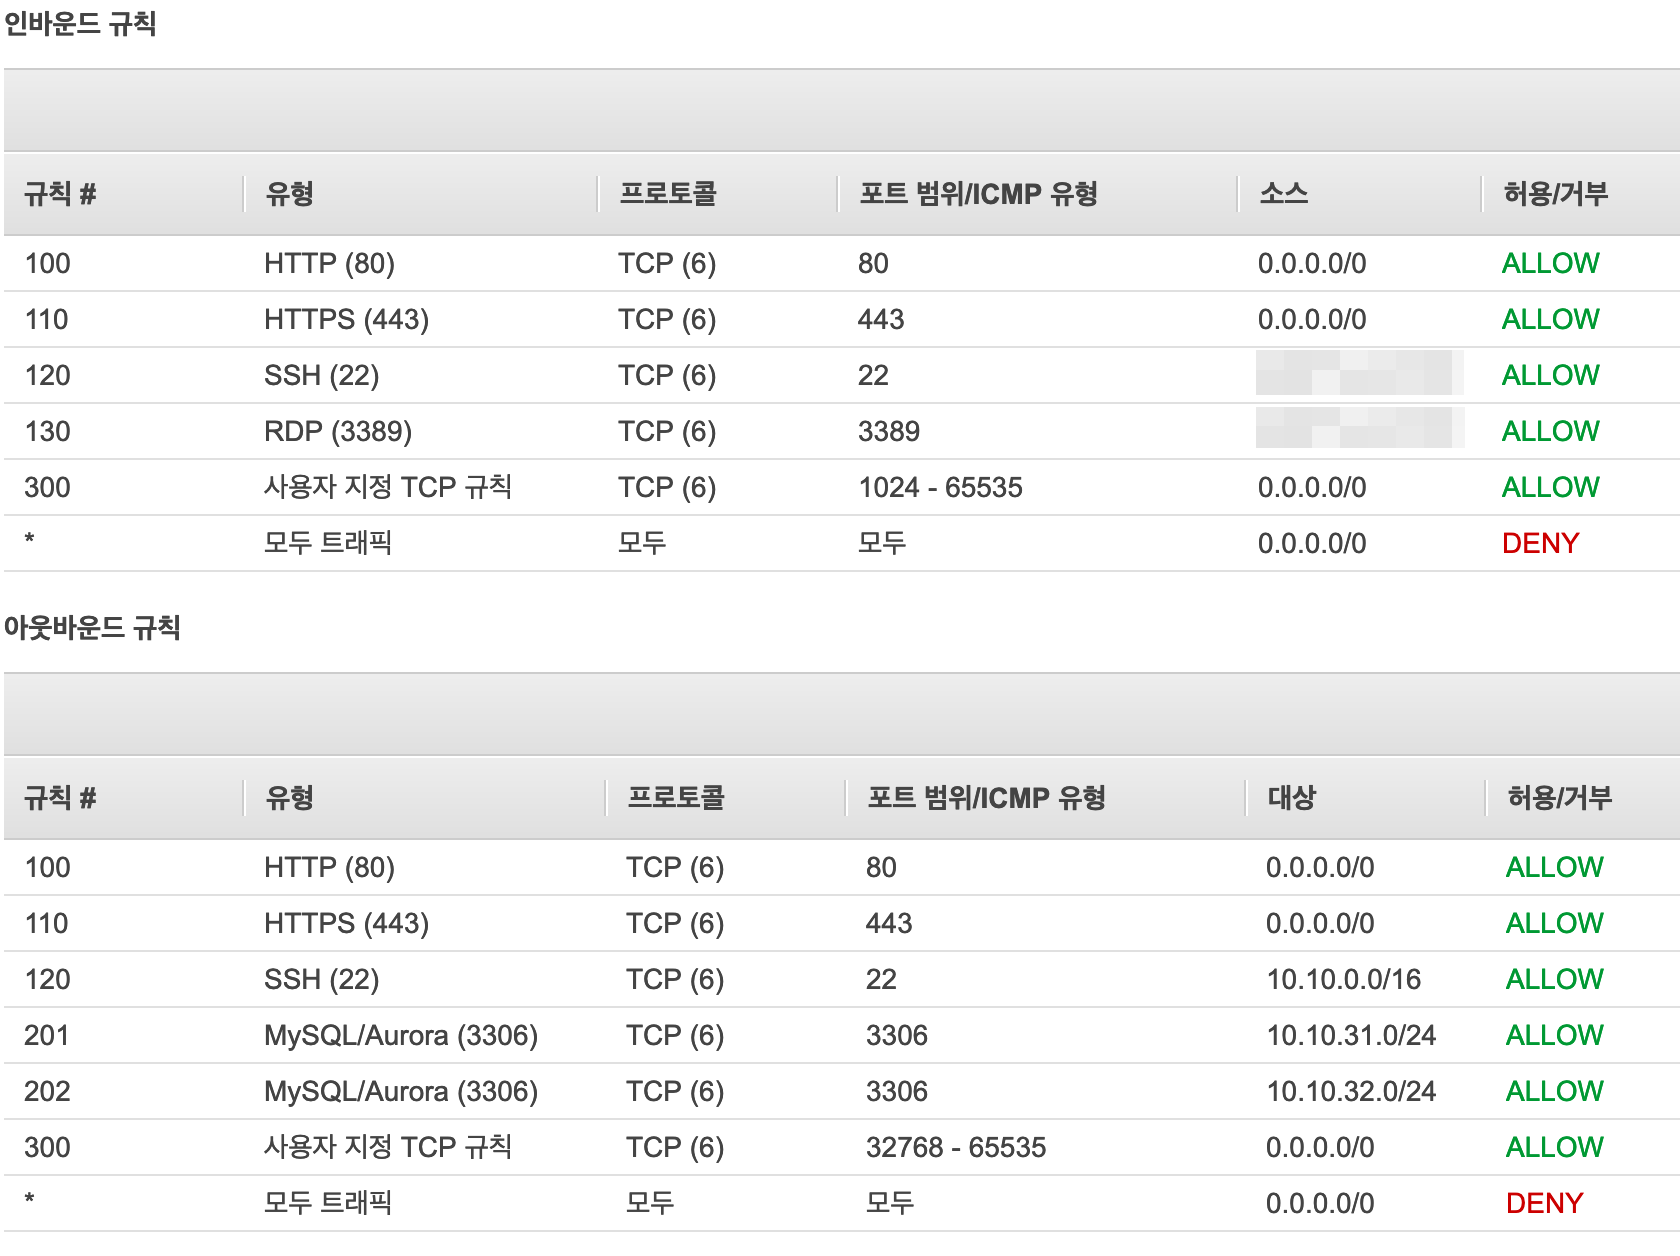 인바운드 규칙
규칙 # 유형 프로토콜 포트 범위/ICMP 유형 소스 허용/거부
100 HTTP (80) TCP (6) 80 0.0.0.0/0 ALLOW
110 HTTPS (443) TCP (6) 443 0.0.0.0/0 ALLOW
120 SSH (22) TCP (6) 22 ALLOW
130 RDP (3389) TCP (6) 3389 ALLOW
300 사용자 지정 TCP 규칙 TCP (6) 1024 - 65535 0.0.0.0/0 ALLOW
* 모두 트래픽 모두 모두 0.0.0.0/0 DENY
아웃바운드 규칙
규칙 # 유형 프로토콜 포트 범위/ICMP 유형 대상 허용/거부
100 HTTP (80) TCP (6) 80 0.0.0.0/0 ALLOW
110 HTTPS (443) TCP (6) 443 0.0.0.0/0 ALLOW
120 SSH (22) TCP (6) 22 10.10.0.0/16 ALLOW
201 MySQL/Aurora (3306) TCP (6) 3306 10.10.31.0/24 ALLOW
202 MySQL/Aurora (3306) TCP (6) 3306 10.10.32.0/24 ALLOW
300 사용자 지정 TCP 규칙 TCP (6) 32768 - 65535 0.0.0.0/0 ALLOW
* 모두 트래픽 모두 모두 0.0.0.0/0 DENY